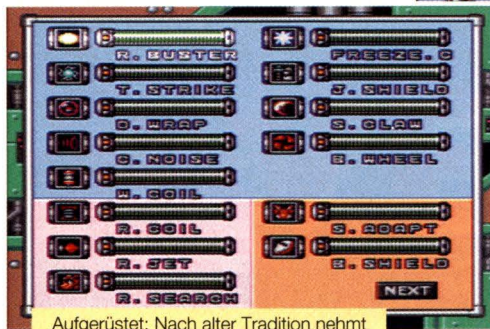 R. BUSTER
T. STRIKE
D. WRAP
C. NOISE
W. COIL
FREEZE. C
J. SHIELD
S. CLAW
B. WHEEL
R. COIL
R. JET
R. SEARCH
S. ADAPT
B. SHIELD
NEXT
Aufgerüstet: Nach alter Tradition nehmt